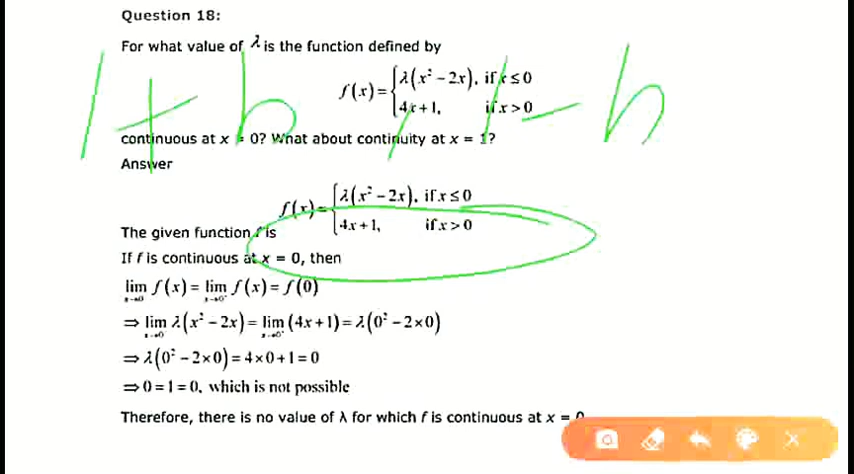 Question 18:
For what value of λ is the function defined by
f(x)={λ(x²−2x), if x≤0
4x+1, if x>0
continuous at x = 0? What about continuity at x = 1?
Answer
f(x)={λ(x²−2x), if x≤0
4x+1, if x>0
The given function f is
If f is continuous at x = 0, then
lim x→0⁻ f(x) = lim x→0⁺ f(x) = f(0)
⇒ lim x→0⁻ λ(x²−2x) = lim x→0⁺ (4x+1) = λ(0²−2×0)
⇒ λ(0²−2×0) = 4×0+1 = 0
⇒ 0 = 1 = 0, which is not possible
Therefore, there is no value of λ for which f is continuous at x = 0
1+h, 1-h